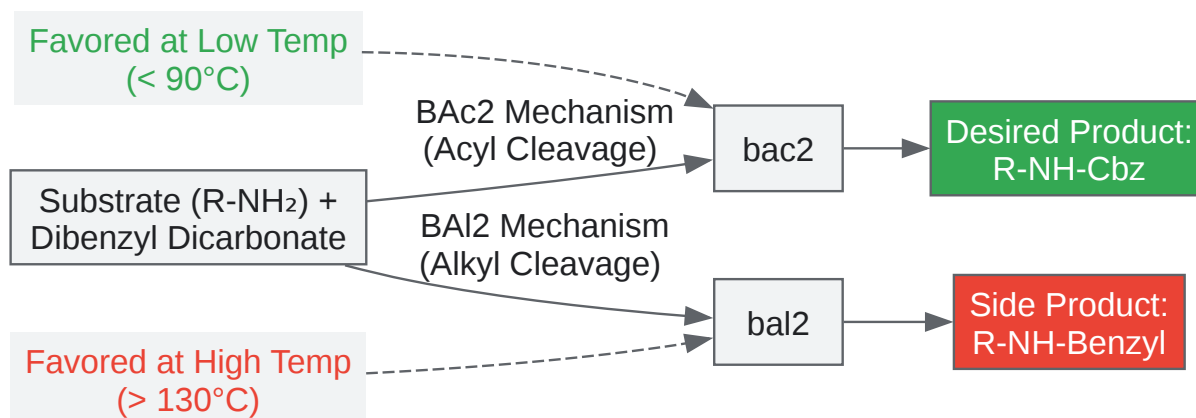 Favored at Low Temp
(< 90°C)
BAc2 Mechanism
(Acyl Cleavage)
bac2
Desired Product:
R-NH-Cbz
Substrate (R-NH₂) +
Dibenzyl Dicarbonate
BAl2 Mechanism
(Alkyl Cleavage)
bal2
Side Product:
R-NH-Benzyl
Favored at High Temp
(> 130°C)